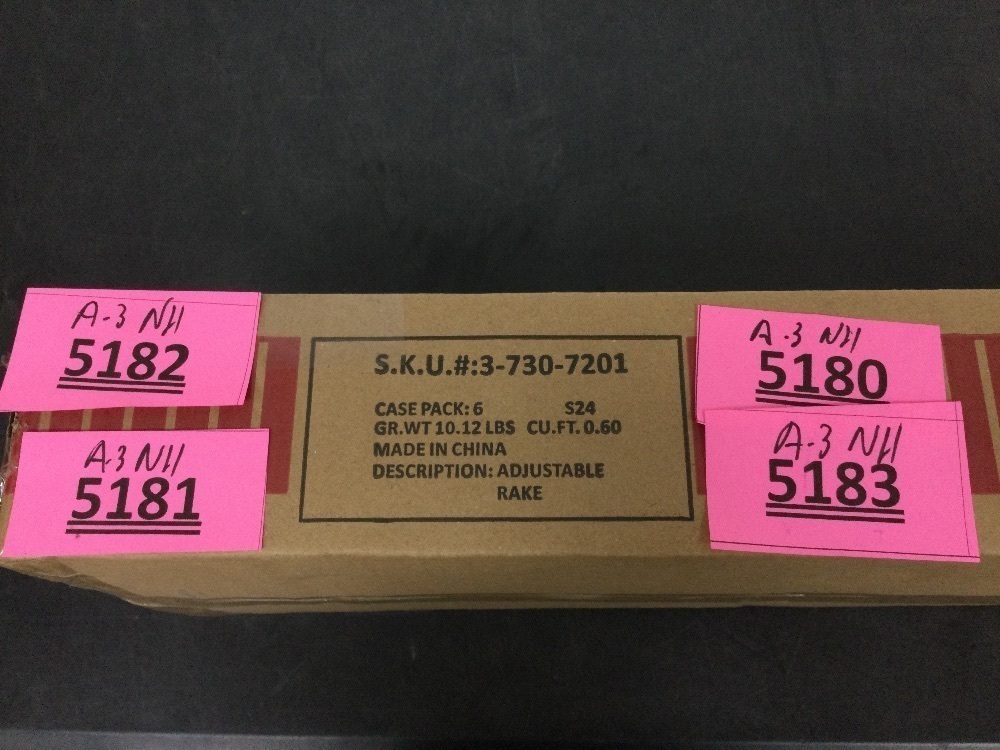 A-3 NH
5182
A-3 NH
5181
S.K.U.#:3-730-7201
CASE PACK: 6 S24
GR.WT 10.12 LBS CU.FT. 0.60
MADE IN CHINA
DESCRIPTION: ADJUSTABLE
RAKE
A-3 NH
5180
A-3 NH
5183